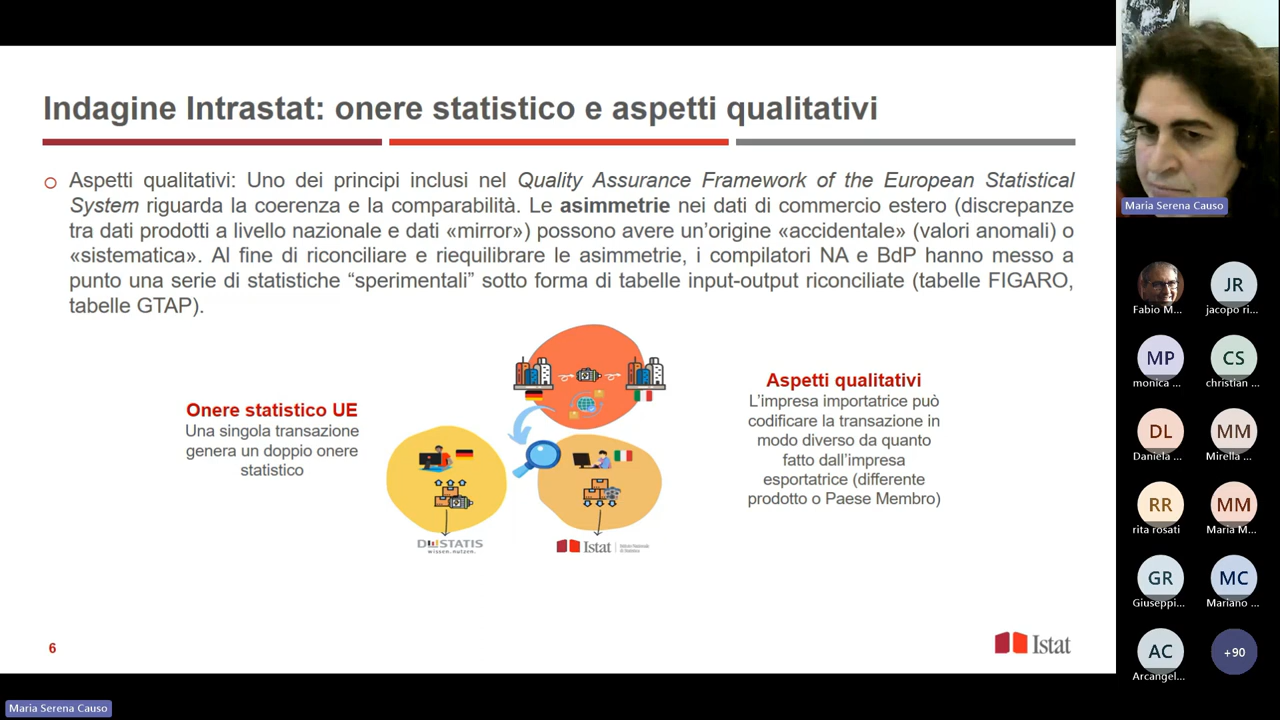 Indagine Intrastat: onere statistico e aspetti qualitativi
Aspetti qualitativi: Uno dei principi inclusi nel Quality Assurance Framework of the European Statistical
System riguarda la coerenza e la comparabilità. Le asimmetrie nei dati di commercio estero (discrepanze
tra dati prodotti a livello nazionale e dati «mirror») possono avere un'origine «accidentale» (valori anomali) o
«sistematica». Al fine di riconciliare e riequilibrare le asimmetrie, i compilatori NA e BdP hanno messo a
punto una serie di statistiche "sperimentali" sotto forma di tabelle input-output riconciliate (tabelle FIGARO,
tabelle GTAP).
Onere statistico UE
Una singola transazione
genera un doppio onere
statistico
Aspetti qualitativi
L'impresa importatrice può
codificare la transazione in
modo diverso da quanto
fatto dall'impresa
esportatrice (differente
prodotto o Paese Membro)
DESTATIS
wissen.nutzen.
Istat
6
Istat
Maria Serena Causo
Maria Serena Causo
Fabio M...
JR
jacopo ri...
MP
monica ...
CS
christian ...
DL
Daniela ...
MM
Mirella ...
RR
rita rosati
MM
Maria M...
GR
Giuseppi...
MC
Mariano ...
AC
Arcangel...
+90